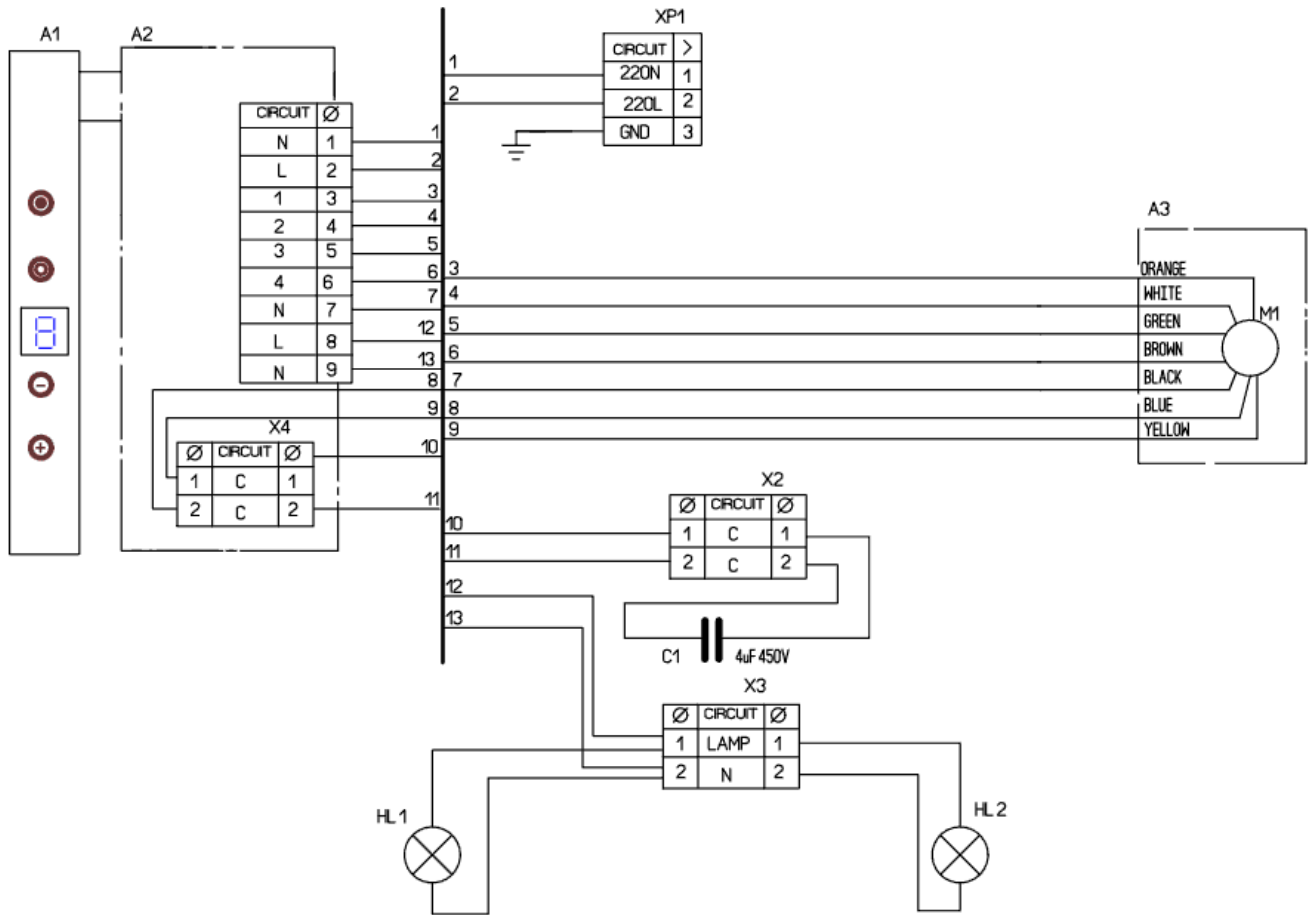 A1
A2
XP1
CIRCUIT >
220N 1
220L 2
GND 3
1
2
CIRCUIT Ø
N 1
L 2
1 3
2 4
3 5
4 6
N 7
L 8
N 9
1
2
3
4
5
6
7
12
13
8
9
10
11
3
4
5
6
7
8
9
A3
ORANGE
WHITE
GREEN
BROWN
BLACK
BLUE
YELLOW
M1
X4
Ø CIRCUIT Ø
1 C 1
2 C 2
10
11
12
13
X2
Ø CIRCUIT Ø
1 C 1
2 C 2
C1
4uF 450V
X3
Ø CIRCUIT Ø
1 LAMP 1
2 N 2
HL1
HL2